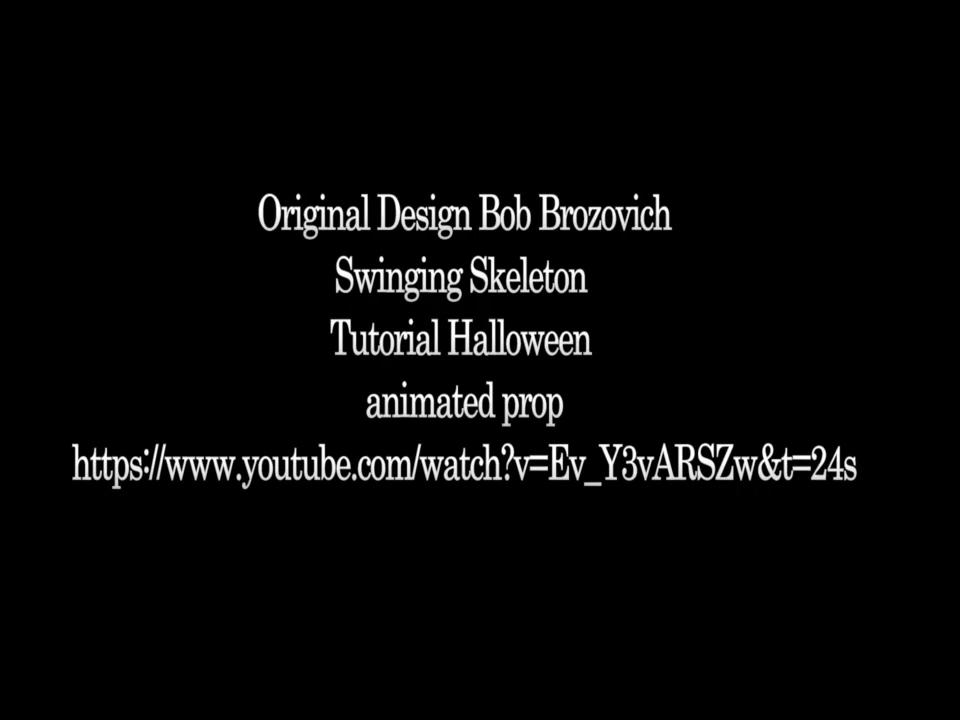 Original Design Bob Brozovich
Swinging Skeleton
Tutorial Halloween
animated prop
https://www.youtube.com/watch?v=Ev_Y3vARSZw&t=24s